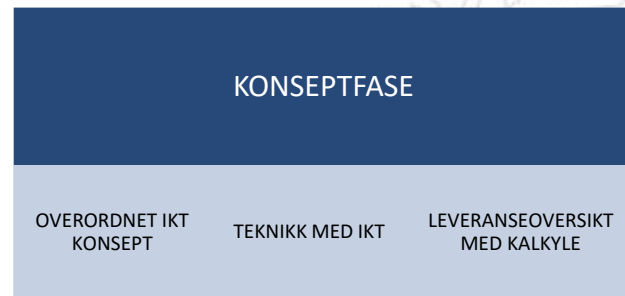 KONSEPTFASE
OVERORDNET IKT
KONSEPT
TEKNIKK MED IKT
LEVERANSEOVERSIKT
MED KALKYLE